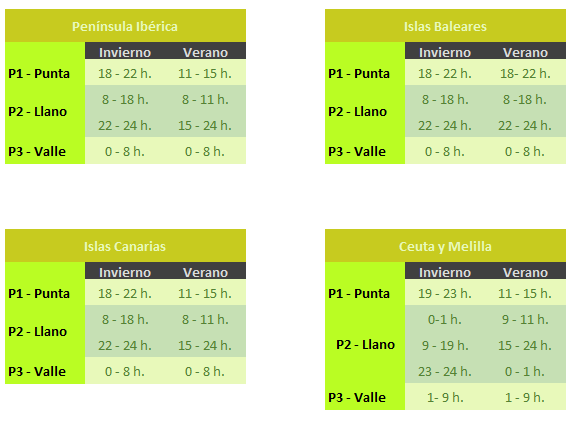 Península Ibérica
Invierno Verano
P1 - Punta 18 - 22 h. 11 - 15 h.
P2 - Llano 8 - 18 h. 8 - 11 h.
22 - 24 h. 15 - 24 h.
P3 - Valle 0 - 8 h. 0 - 8 h.
Islas Baleares
Invierno Verano
P1 - Punta 18 - 22 h. 18- 22 h.
P2 - Llano 8 - 18 h. 8 -18 h.
22 - 24 h. 22 - 24 h.
P3 - Valle 0 - 8 h. 0 - 8 h.
Islas Canarias
Invierno Verano
P1 - Punta 18 - 22 h. 11 - 15 h.
P2 - Llano 8 - 18 h. 8 - 11 h.
22 - 24 h. 15 - 24 h.
P3 - Valle 0 - 8 h. 0 - 8 h.
Ceuta y Melilla
Invierno Verano
P1 - Punta 19 - 23 h. 11 - 15 h.
0-1 h. 9 - 11 h.
P2 - Llano 9 - 19 h. 15 - 24 h.
23 - 24 h. 0 - 1 h.
P3 - Valle 1- 9 h. 1 - 9 h.